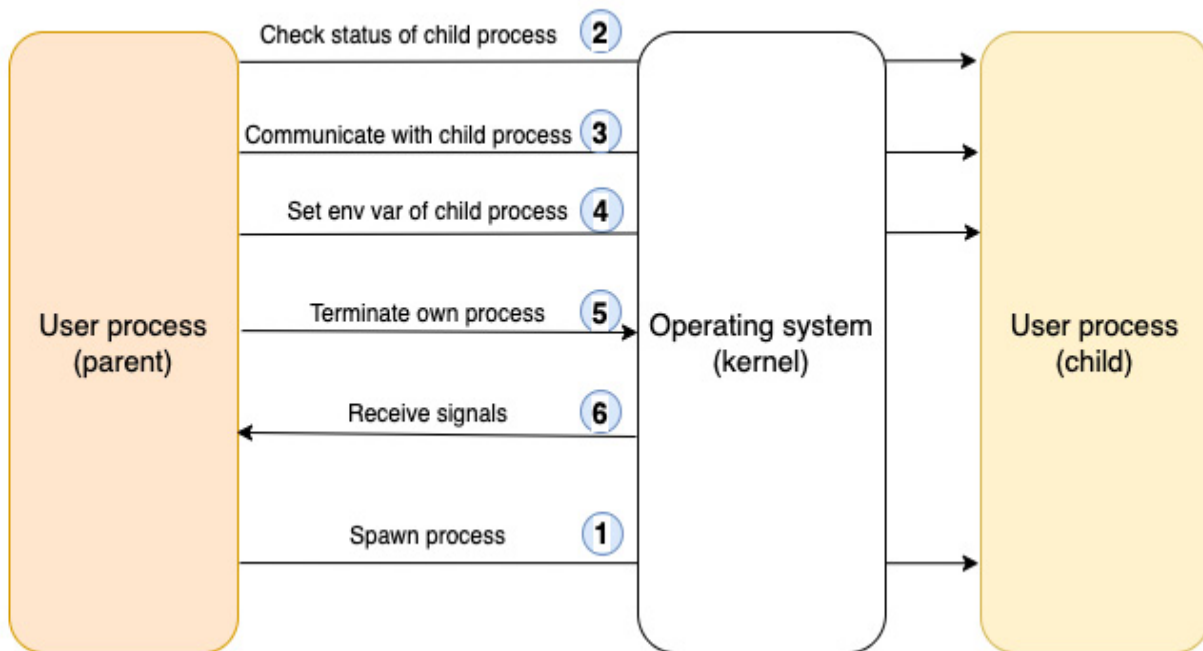 Check status of child process 2
Communicate with child process 3
Set env var of child process 4
Terminate own process 5
Receive signals 6
Spawn process 1
User process
(parent)
Operating system
(kernel)
User process
(child)